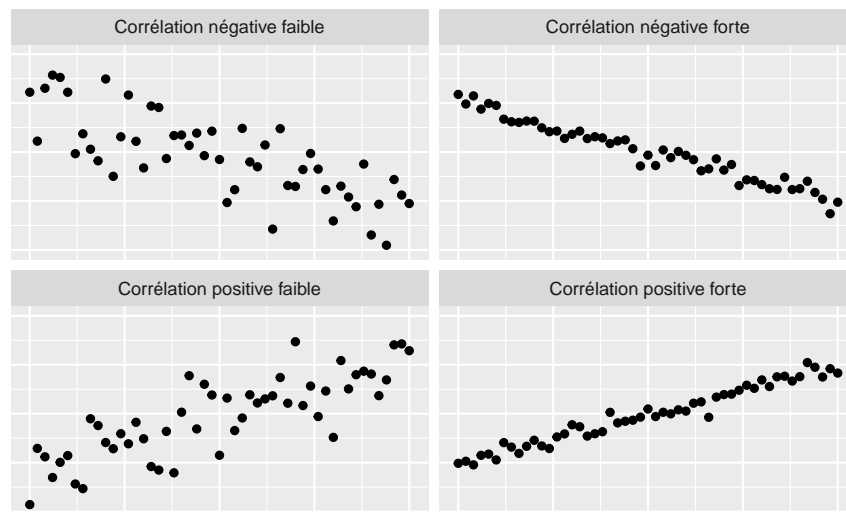 Corrélation négative faible
Corrélation négative forte
Corrélation positive faible
Corrélation positive forte